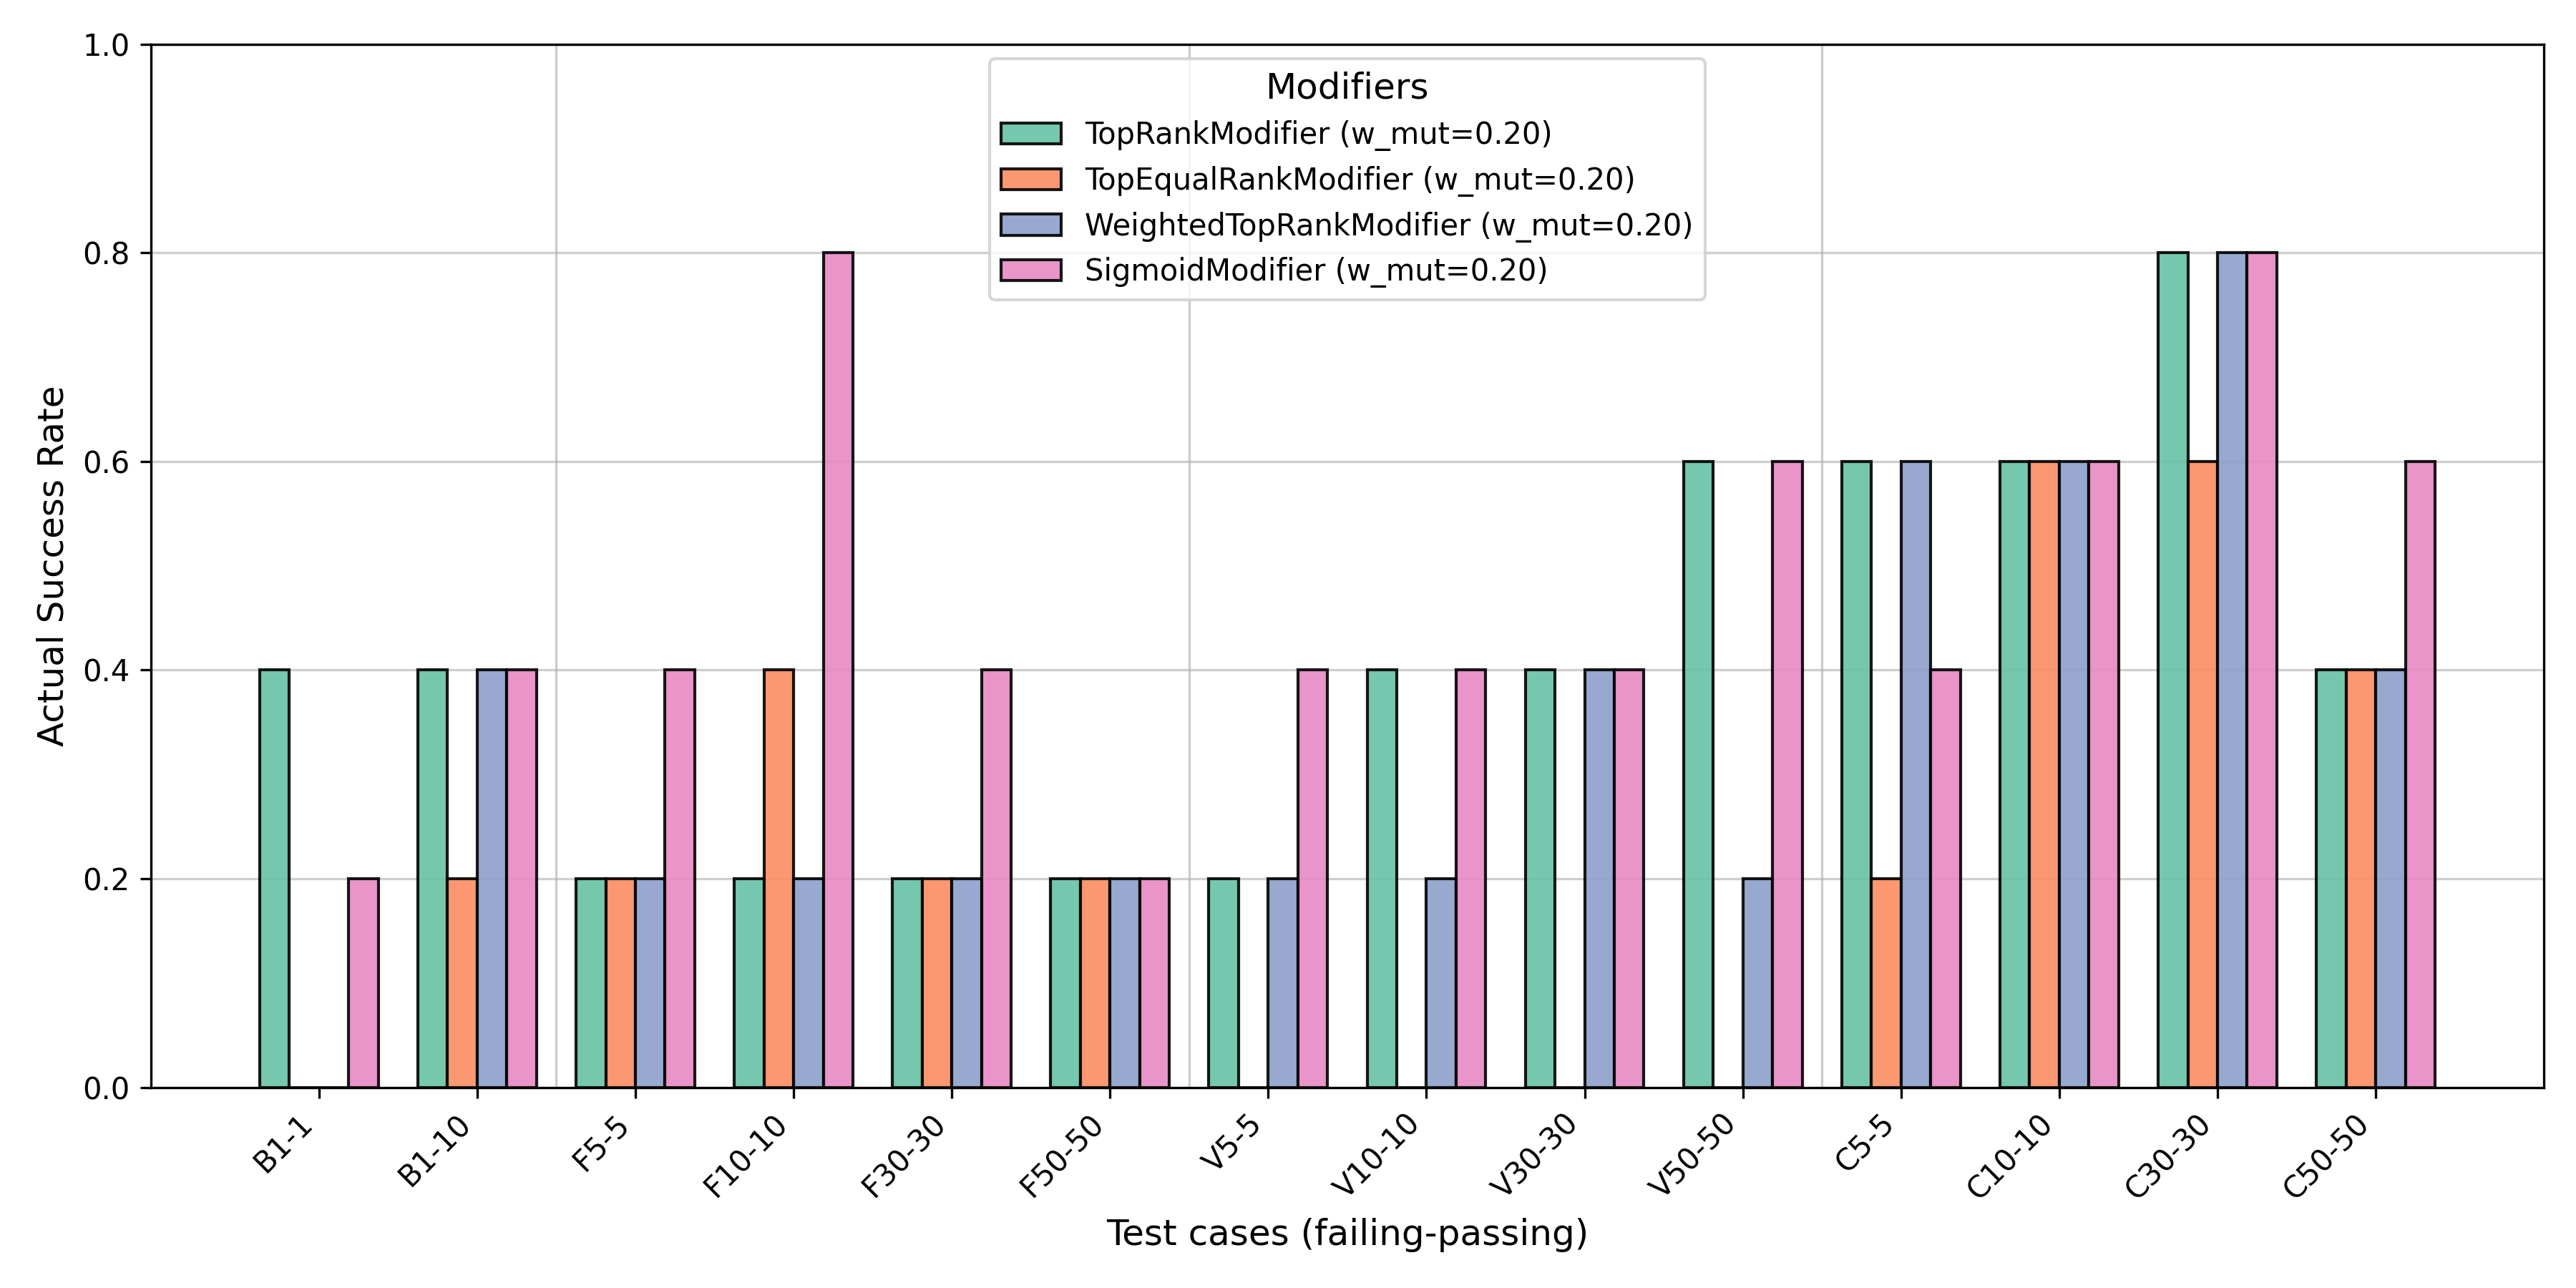 Modifiers
TopRankModifier (w_mut=0.20)
TopEqualRankModifier (w_mut=0.20)
WeightedTopRankModifier (w_mut=0.20)
SigmoidModifier (w_mut=0.20)
Actual Success Rate
1.0
0.8
0.6
0.4
0.2
0.0
B1-1
B1-10
F5-5
F10-10
F30-30
F50-50
V5-5
V10-10
V30-30
V50-50
C5-5
C10-10
C30-30
C50-50
Test cases (failing-passing)